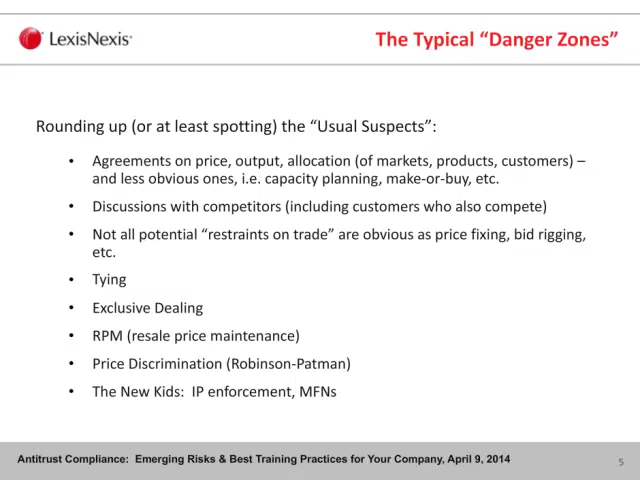 LexisNexis®
The Typical “Danger Zones”
Rounding up (or at least spotting) the “Usual Suspects”:
• Agreements on price, output, allocation (of markets, products, customers) –
and less obvious ones, i.e. capacity planning, make-or-buy, etc.
• Discussions with competitors (including customers who also compete)
• Not all potential “restraints on trade” are obvious as price fixing, bid rigging,
etc.
• Tying
• Exclusive Dealing
• RPM (resale price maintenance)
• Price Discrimination (Robinson-Patman)
• The New Kids: IP enforcement, MFNs
Antitrust Compliance: Emerging Risks & Best Training Practices for Your Company, April 9, 2014
5